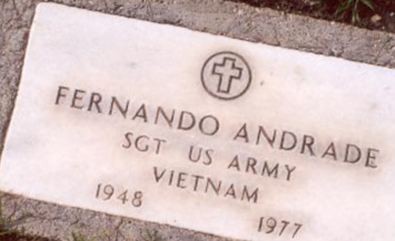 FERNANDO ANDRADE
SGT US ARMY
VIETNAM
1948 1977